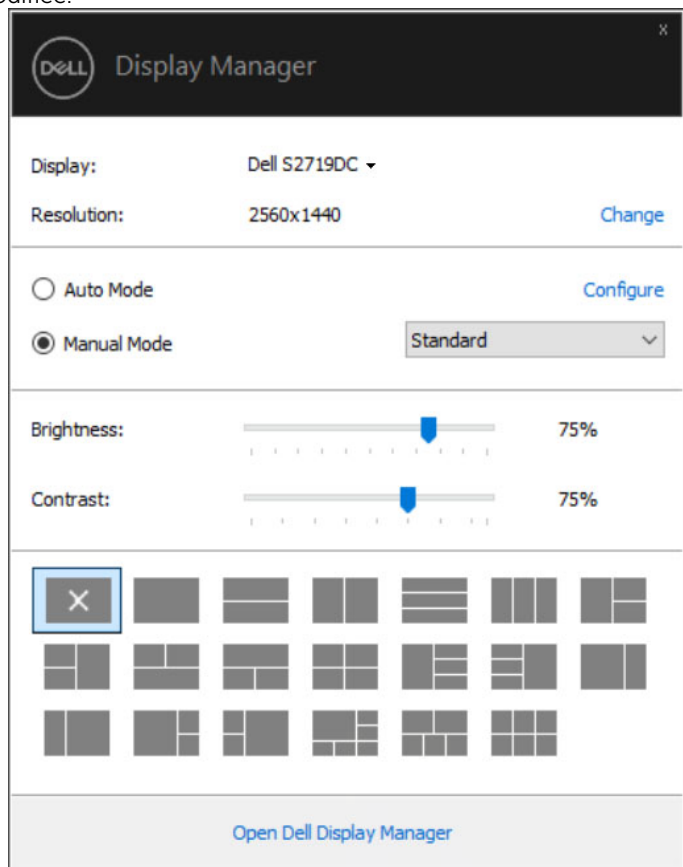 DELL Display Manager
x
Display: Dell S2719DC
Resolution: 2560x1440 Change
Auto Mode Configure
Manual Mode Standard
Brightness: 75%
Contrast: 75%
Open Dell Display Manager